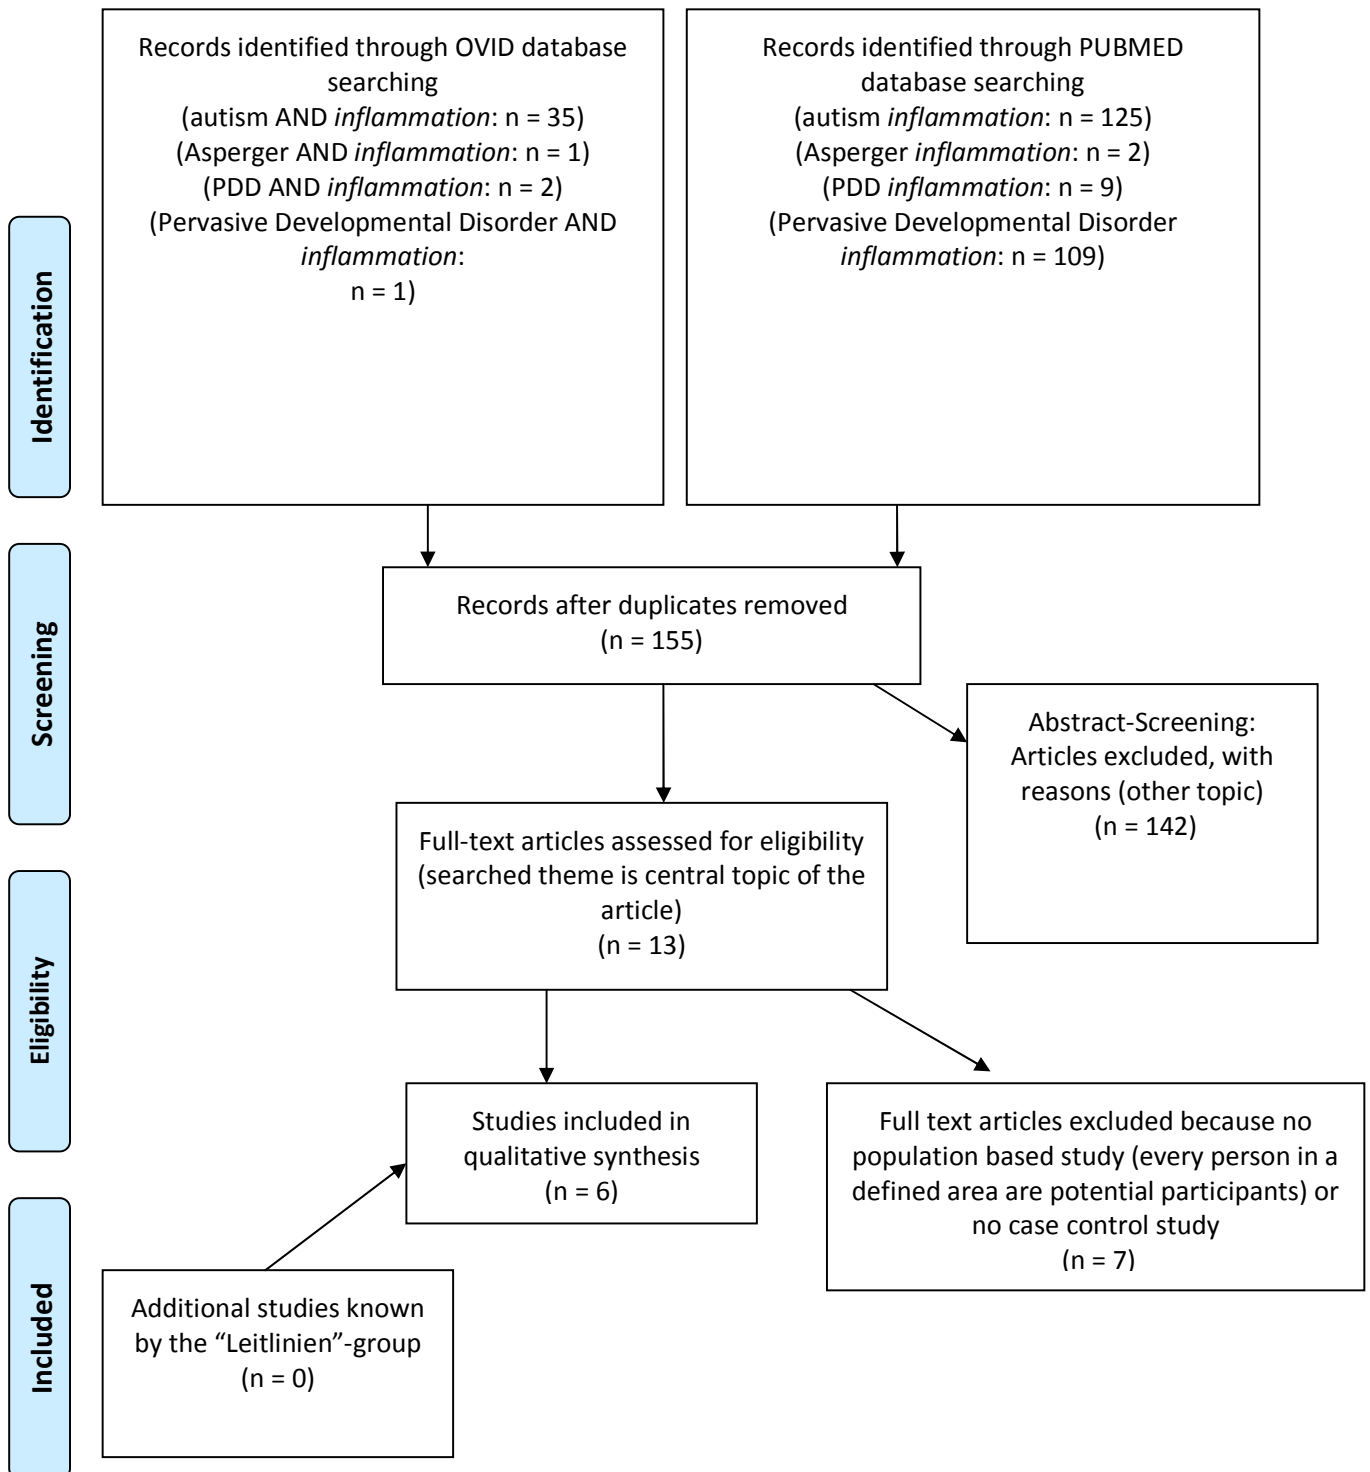 Records identified through OVID database
searching
(autism AND inflammation: n = 35)
(Asperger AND inflammation: n = 1)
(PDD AND inflammation: n = 2)
(Pervasive Developmental Disorder AND
inflammation:
n = 1)
Records identified through PUBMED
database searching
(autism inflammation: n = 125)
(Asperger inflammation: n = 2)
(PDD inflammation: n = 9)
(Pervasive Developmental Disorder
inflammation: n = 109)
Identification
Records after duplicates removed
(n = 155)
Screening
Abstract-Screening:
Articles excluded, with
reasons (other topic)
(n = 142)
Full-text articles assessed for eligibility
(searched theme is central topic of the
article)
(n = 13)
Eligibility
Studies included in
qualitative synthesis
(n = 6)
Full text articles excluded because no
population based study (every person in a
defined area are potential participants) or
no case control study
(n = 7)
Included
Additional studies known
by the “Leitlinien”-group
(n = 0)